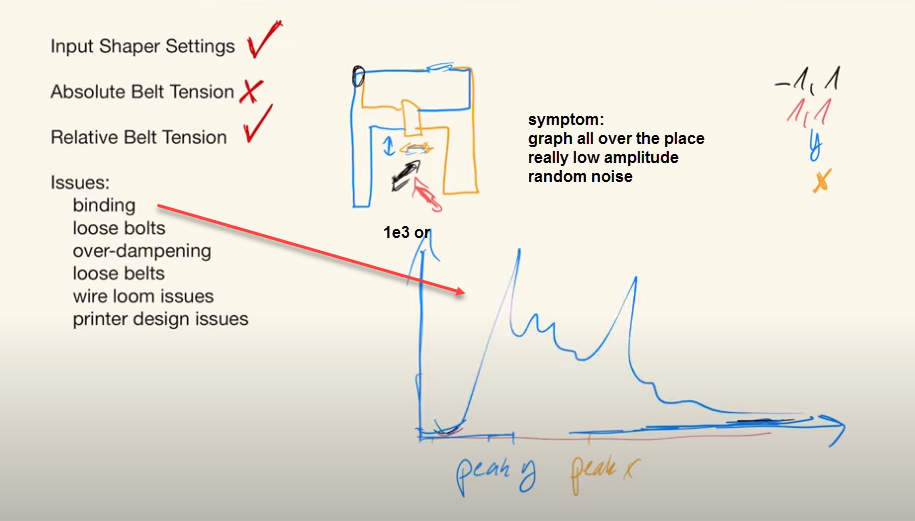 Input Shaper Settings
Absolute Belt Tension
Relative Belt Tension
Issues:
binding
loose bolts
over-dampening
loose belts
wire loom issues
printer design issues
symptom:
graph all over the place
really low amplitude
random noise
-1, 1
1, 1
y
x
1e3 or
peak y
peak x